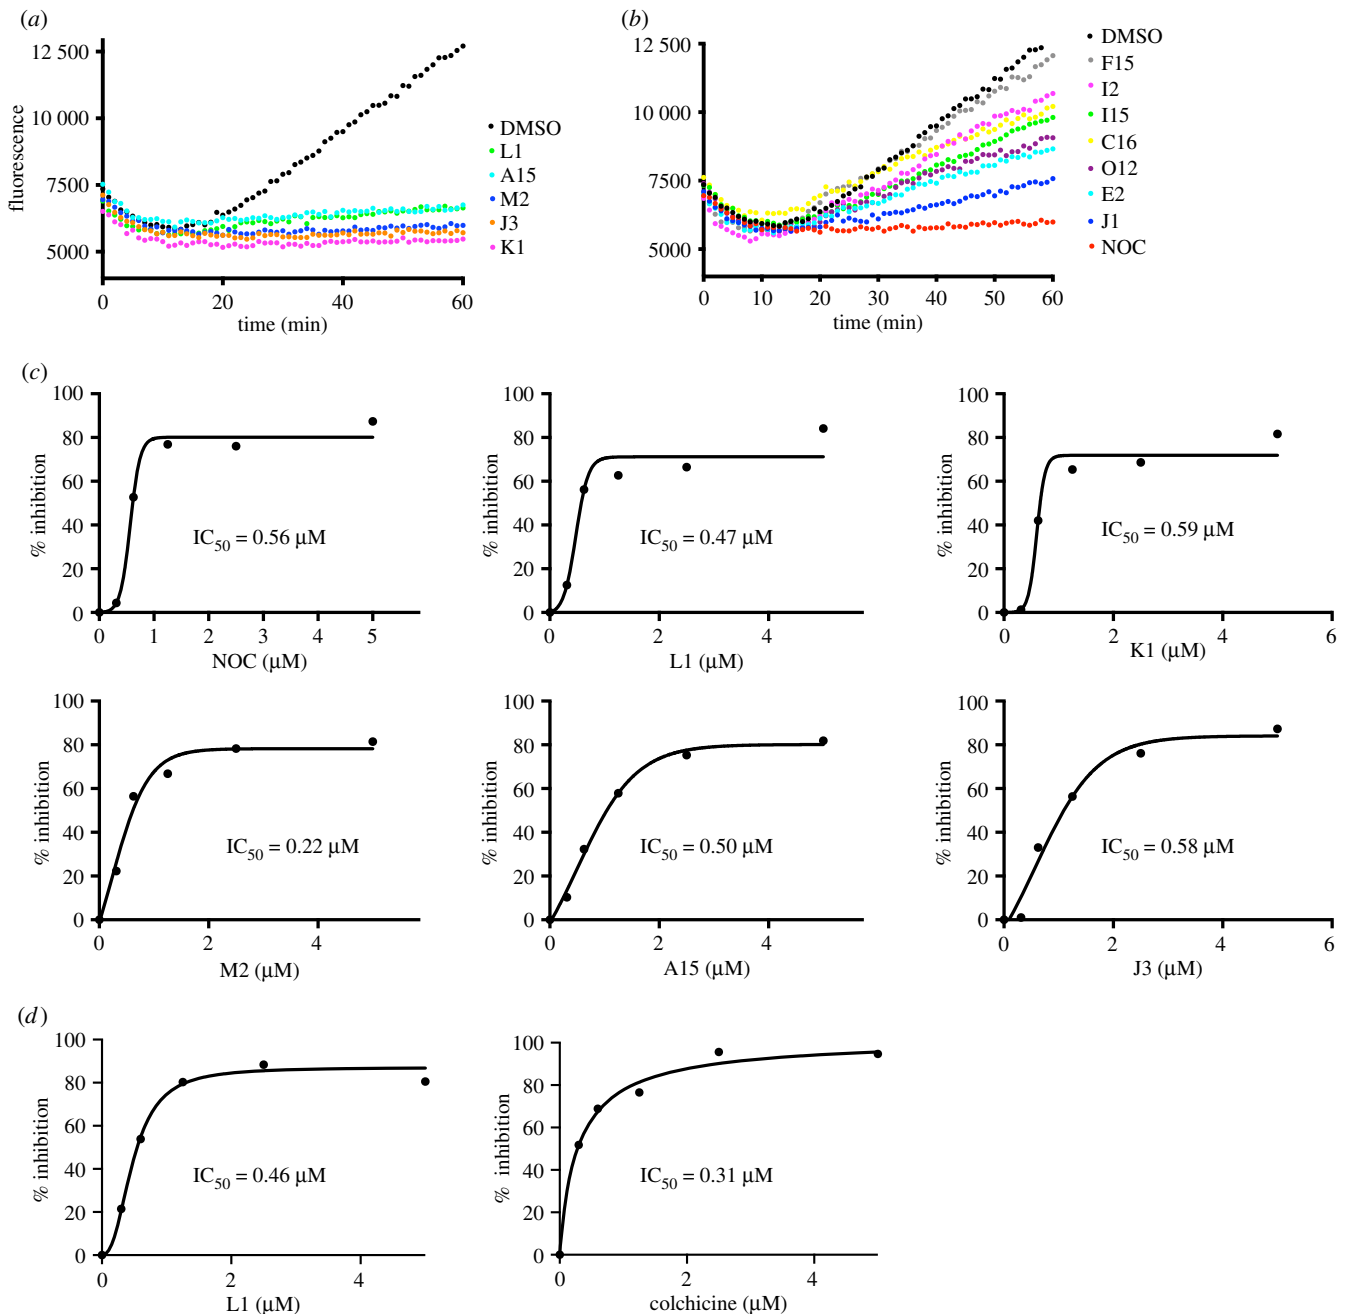 (a)
fluorescence
12 500
10 000
7500
5000
0
20
40
60
time (min)
DMSO
L1
A15
M2
J3
K1
(b)
12 500
10 000
7500
5000
0
10
20
30
40
50
60
time (min)
DMSO
F15
I2
I15
C16
O12
E2
J1
NOC
(c)
% inhibition
100
80
60
40
20
0
IC50 = 0.56 µM
0
1
2
3
4
5
NOC (µM)
% inhibition
100
80
60
40
20
0
IC50 = 0.47 µM
0
2
4
L1 (µM)
% inhibition
100
80
60
40
20
0
IC50 = 0.59 µM
0
2
4
6
K1 (µM)
% inhibition
100
80
60
40
20
0
IC50 = 0.22 µM
0
2
4
M2 (µM)
% inhibition
100
80
60
40
20
0
IC50 = 0.50 µM
0
2
4
A15 (µM)
% inhibition
100
80
60
40
20
0
IC50 = 0.58 µM
0
2
4
6
J3 (µM)
(d)
% inhibition
100
80
60
40
20
0
IC50 = 0.46 µM
0
2
4
L1 (µM)
% inhibition
100
80
60
40
20
0
IC50 = 0.31 µM
0
2
4
colchicine (µM)